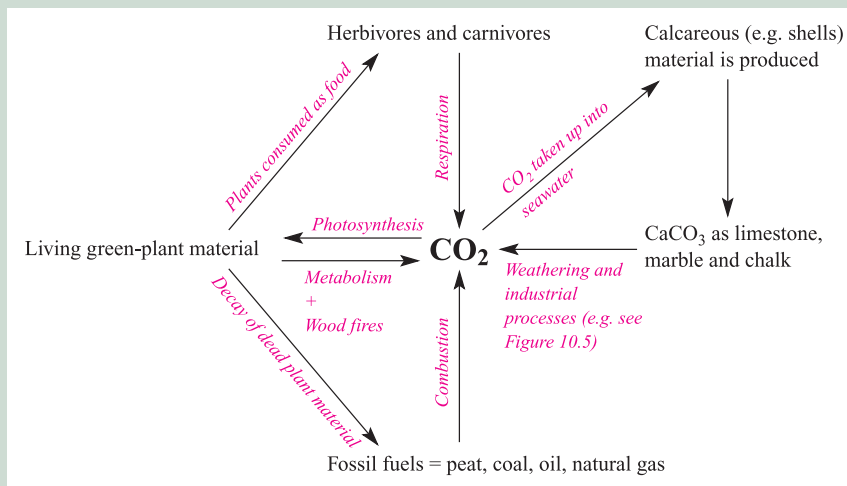 Herbivores and carnivores
Calcareous (e.g. shells)
material is produced
Plants consumed as food
Respiration
CO₂ taken up into
seawater
Photosynthesis
Living green-plant material
CO₂
CaCO₃ as limestone,
marble and chalk
Metabolism
+
Wood fires
Weathering and
industrial
processes (e.g. see
Figure 10.5)
Decay of dead plant material
Combustion
Fossil fuels = peat, coal, oil, natural gas